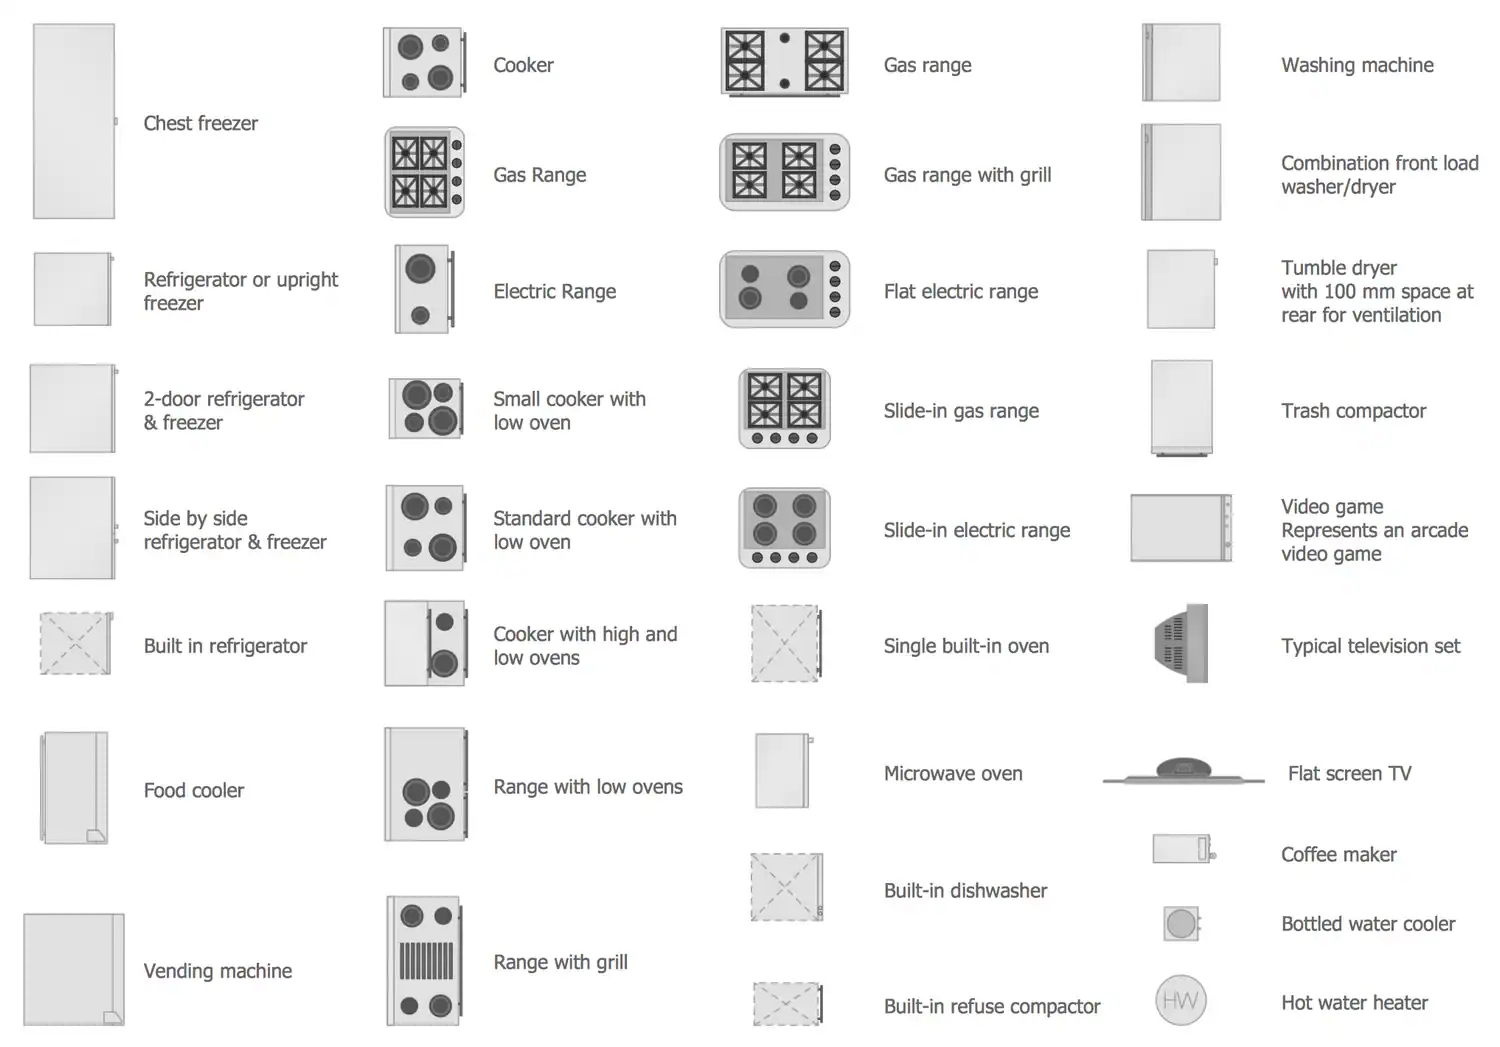 Chest freezer
Refrigerator or upright
freezer
2-door refrigerator
& freezer
Side by side
refrigerator & freezer
Built in refrigerator
Food cooler
Vending machine
Cooker
Gas Range
Electric Range
Small cooker with
low oven
Standard cooker with
low oven
Cooker with high and
low ovens
Range with low ovens
Range with grill
Gas range
Gas range with grill
Flat electric range
Slide-in gas range
Slide-in electric range
Single built-in oven
Microwave oven
Built-in dishwasher
Built-in refuse compactor
Washing machine
Combination front load
washer/dryer
Tumble dryer
with 100 mm space at
rear for ventilation
Trash compactor
Video game
Represents an arcade
video game
Typical television set
Flat screen TV
Coffee maker
Bottled water cooler
HW
Hot water heater